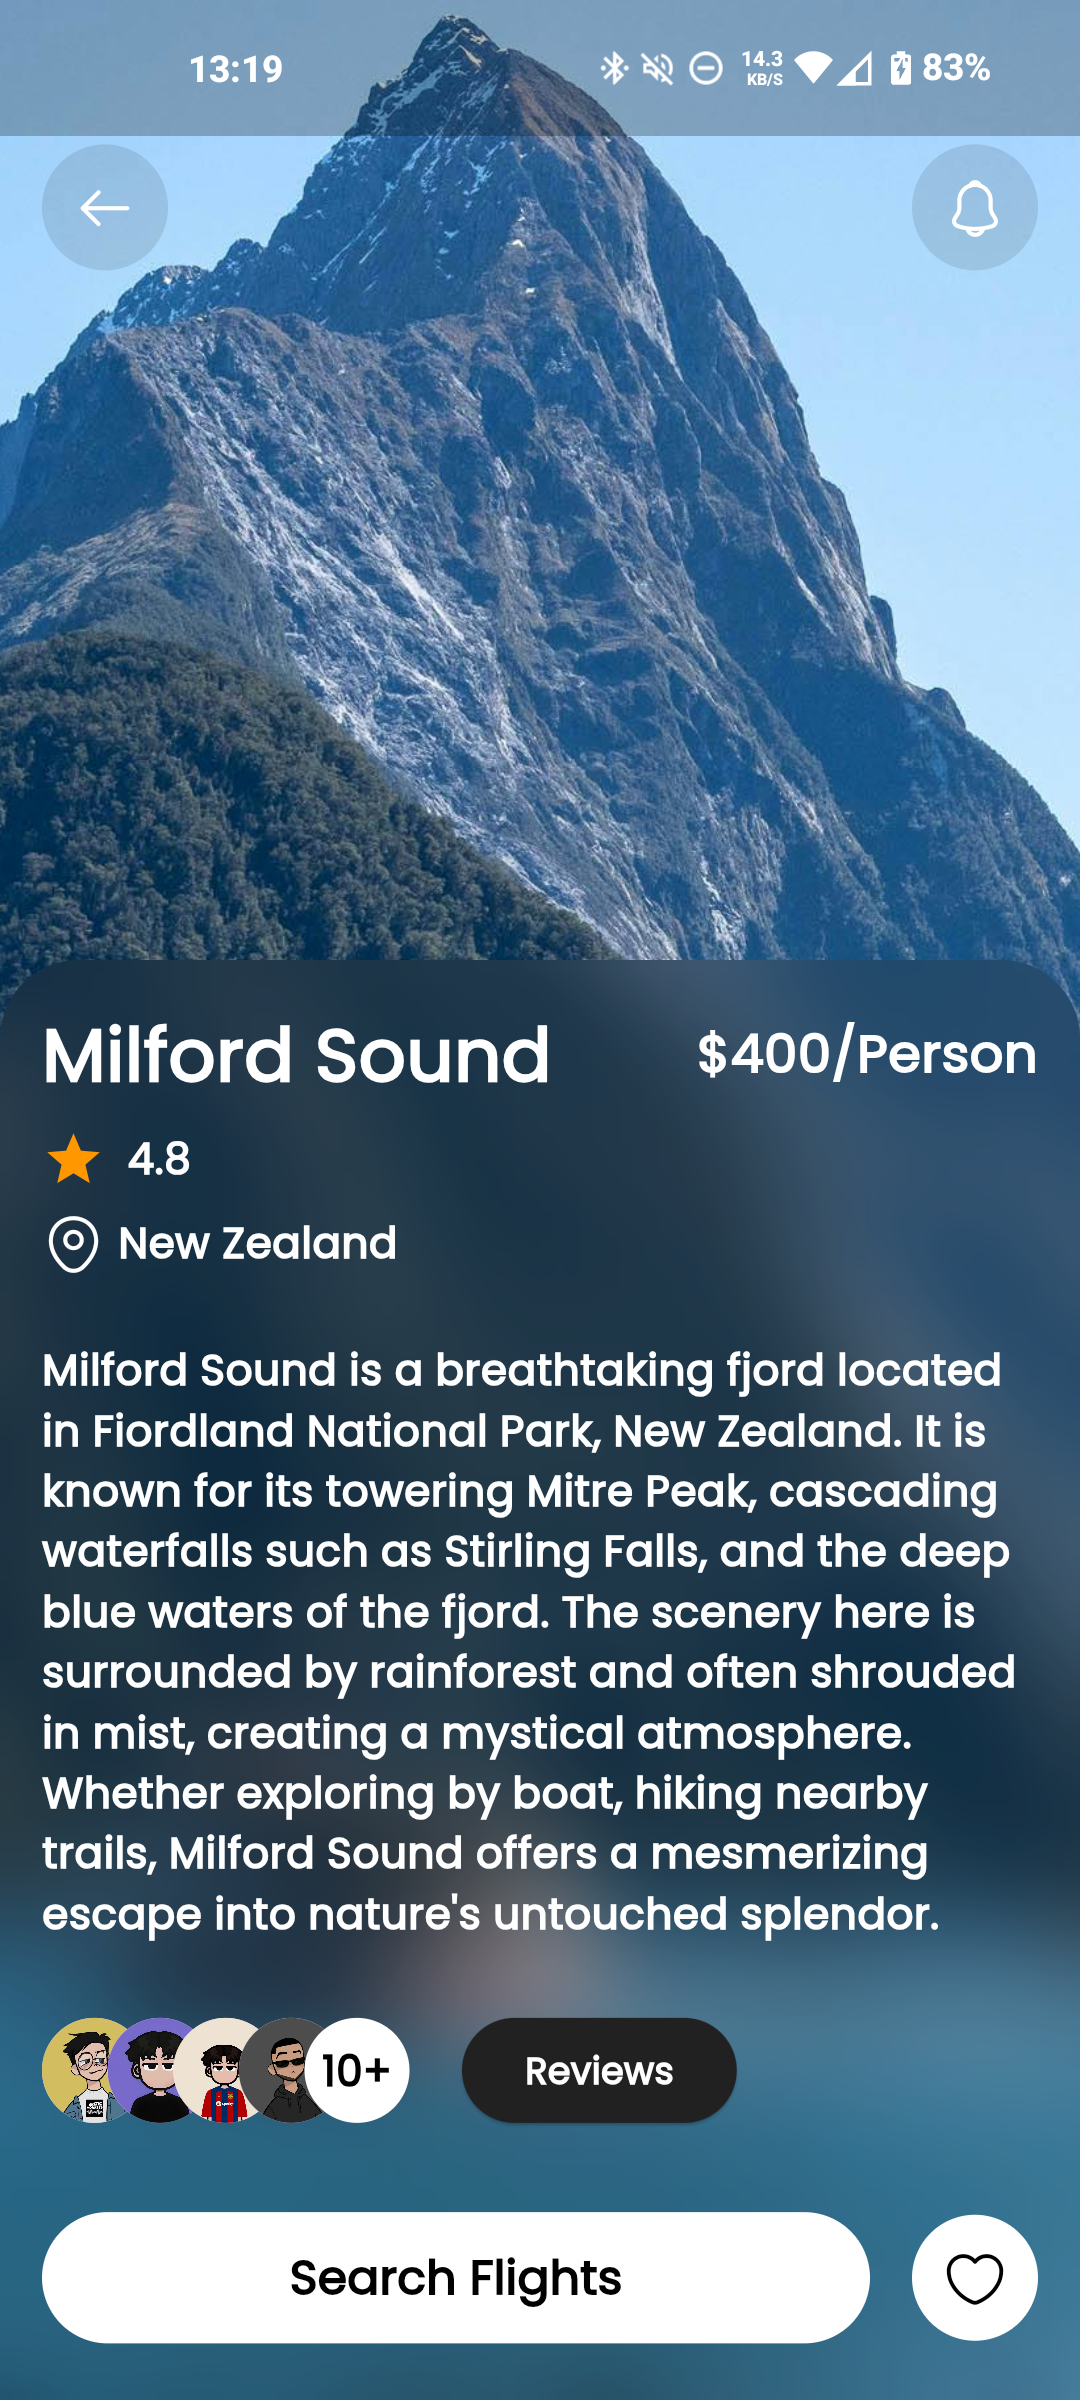 13:19
14.3
KB/S
83%
Milford Sound
$400/Person
4.8
New Zealand
Milford Sound is a breathtaking fjord located
in Fiordland National Park, New Zealand. It is
known for its towering Mitre Peak, cascading
waterfalls such as Stirling Falls, and the deep
blue waters of the fjord. The scenery here is
surrounded by rainforest and often shrouded
in mist, creating a mystical atmosphere.
Whether exploring by boat, hiking nearby
trails, Milford Sound offers a mesmerizing
escape into nature's untouched splendor.
10+
Reviews
Search Flights